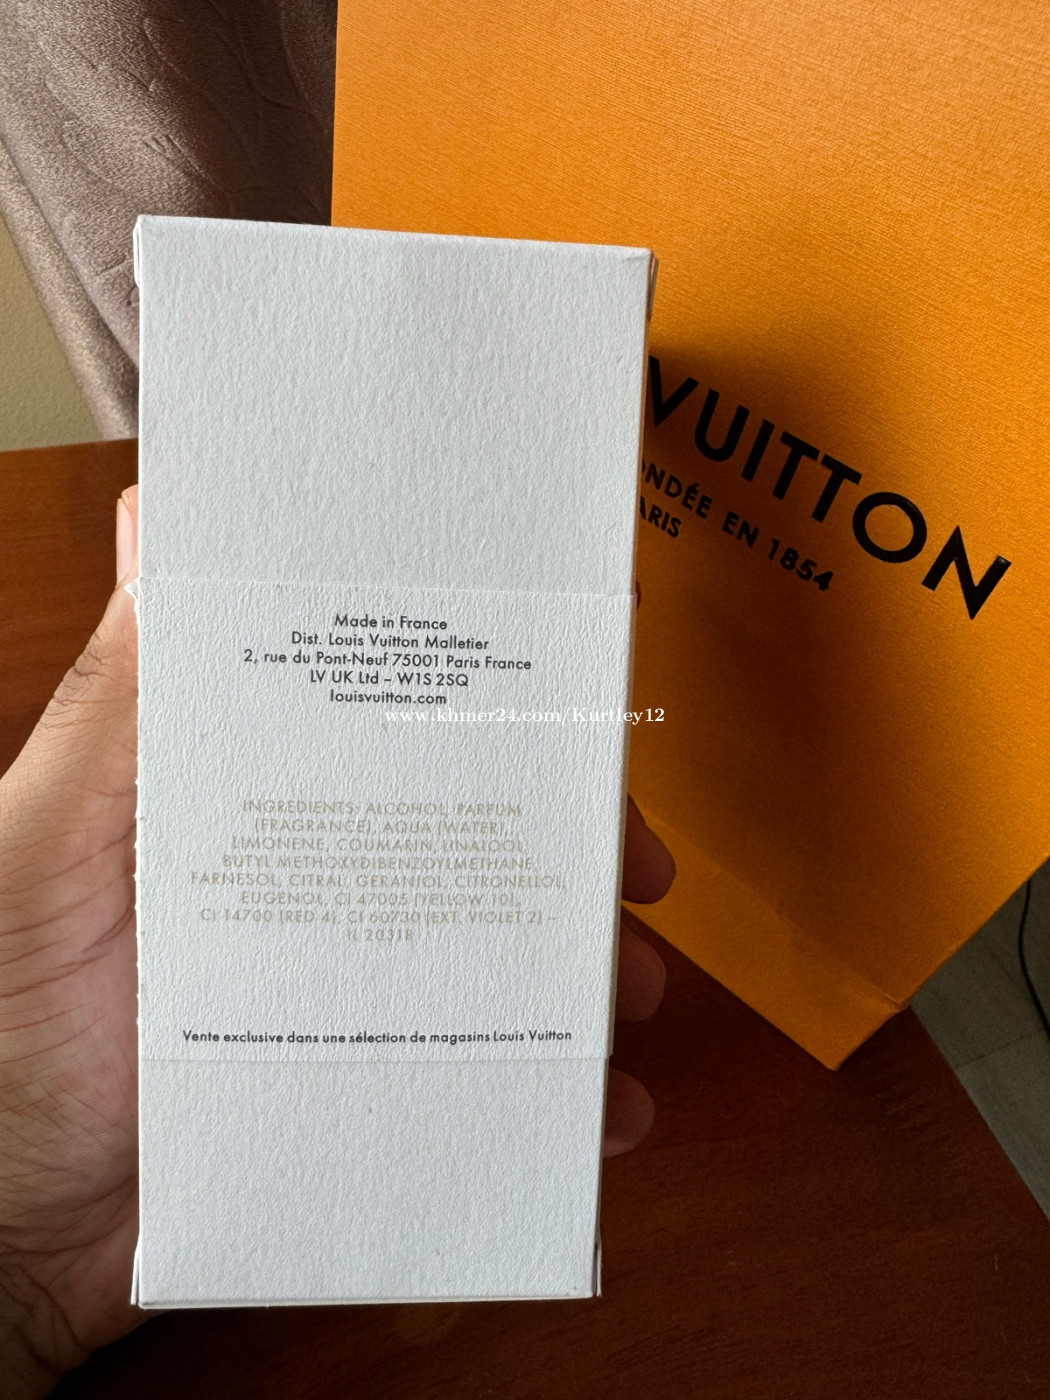 VUITTON
EN 1854
Made in France
Dist. Louis Vuitton Malletier
2, rue du Pont-Neuf 75001 Paris France
LV UK Ltd – W1S 2SQ
louisvuitton.com
www.khmer24.com/Kurtley12
INGREDIENTS: ALCOHOL, PARFUM
(FRAGRANCE), AQUA (WATER),
LIMONENE, COUMARIN, LINALOOL,
BUTYL METHOXYDIBENZOYLMETHANE,
FARNESOL, CITRAL, GERANIOL, CITRONELLOL,
EUGENOL, CI 47005 (YELLOW 10),
CI 14700 (RED 4), CI 60730 (EXT. VIOLET 2) –
IL 2031B
Vente exclusive dans une sélection de magasins Louis Vuitton